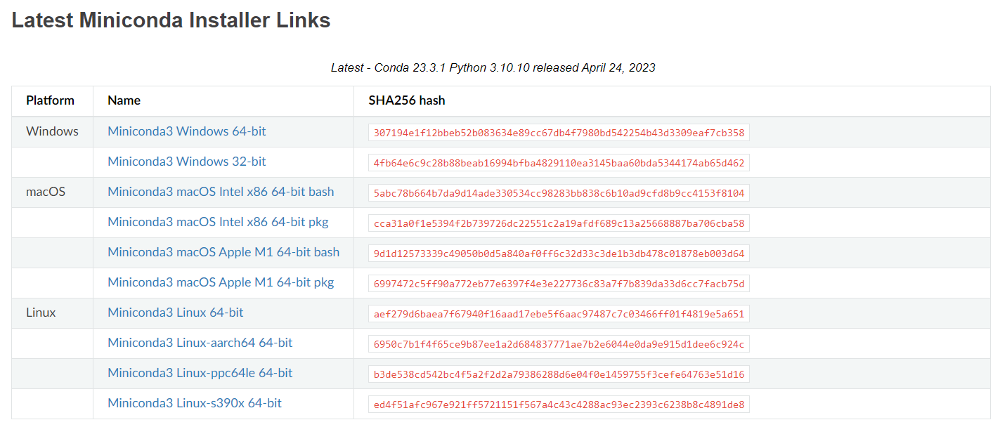 Latest Miniconda Installer Links
Latest - Conda 23.3.1 Python 3.10.10 released April 24, 2023
Platform Name SHA256 hash
Windows Miniconda3 Windows 64-bit 307194e1f12bbeb52b083634e89cc67db4f7980bd542254b43d3309eaf7cb358
Miniconda3 Windows 32-bit 4fb64e6c9c28b88beab16994bfba4829110ea3145baa60bda5344174ab65d462
macOS Miniconda3 macOS Intel x86 64-bit bash 5abc78b664b7da9d14ade330534cc98283bb838c6b10ad9cfd8b9cc4153f8104
Miniconda3 macOS Intel x86 64-bit pkg cca31a0f1e5394f2b739726dc22551c2a19afdf689c13a25668887ba706cba58
Miniconda3 macOS Apple M1 64-bit bash 9d1d12573339c49050b0d5a840af0ff6c32d33c3de1b3db478c01878eb003d64
Miniconda3 macOS Apple M1 64-bit pkg 6997472c5ff90a772eb77e6397f4e3e227736c83a7f7b839da33d6cc7facb75d
Linux Miniconda3 Linux 64-bit aef279d6baea7f67940f16aad17ebe5f6aac97487c7c03466ff01f4819e5a651
Miniconda3 Linux-aarch64 64-bit 6950c7b1f4f65ce9b87ee1a2d684837771ae7b2e6044e0da9e915d1dee6c924c
Miniconda3 Linux-ppc64le 64-bit b3de538cd542bc4f5a2f2d2a79386288d6e04f0e1459755f3cefe64763e51d16
Miniconda3 Linux-s390x 64-bit ed4f51afc967e921ff5721151f567a4c43c4288ac93ec2393c6238b8c4891de8